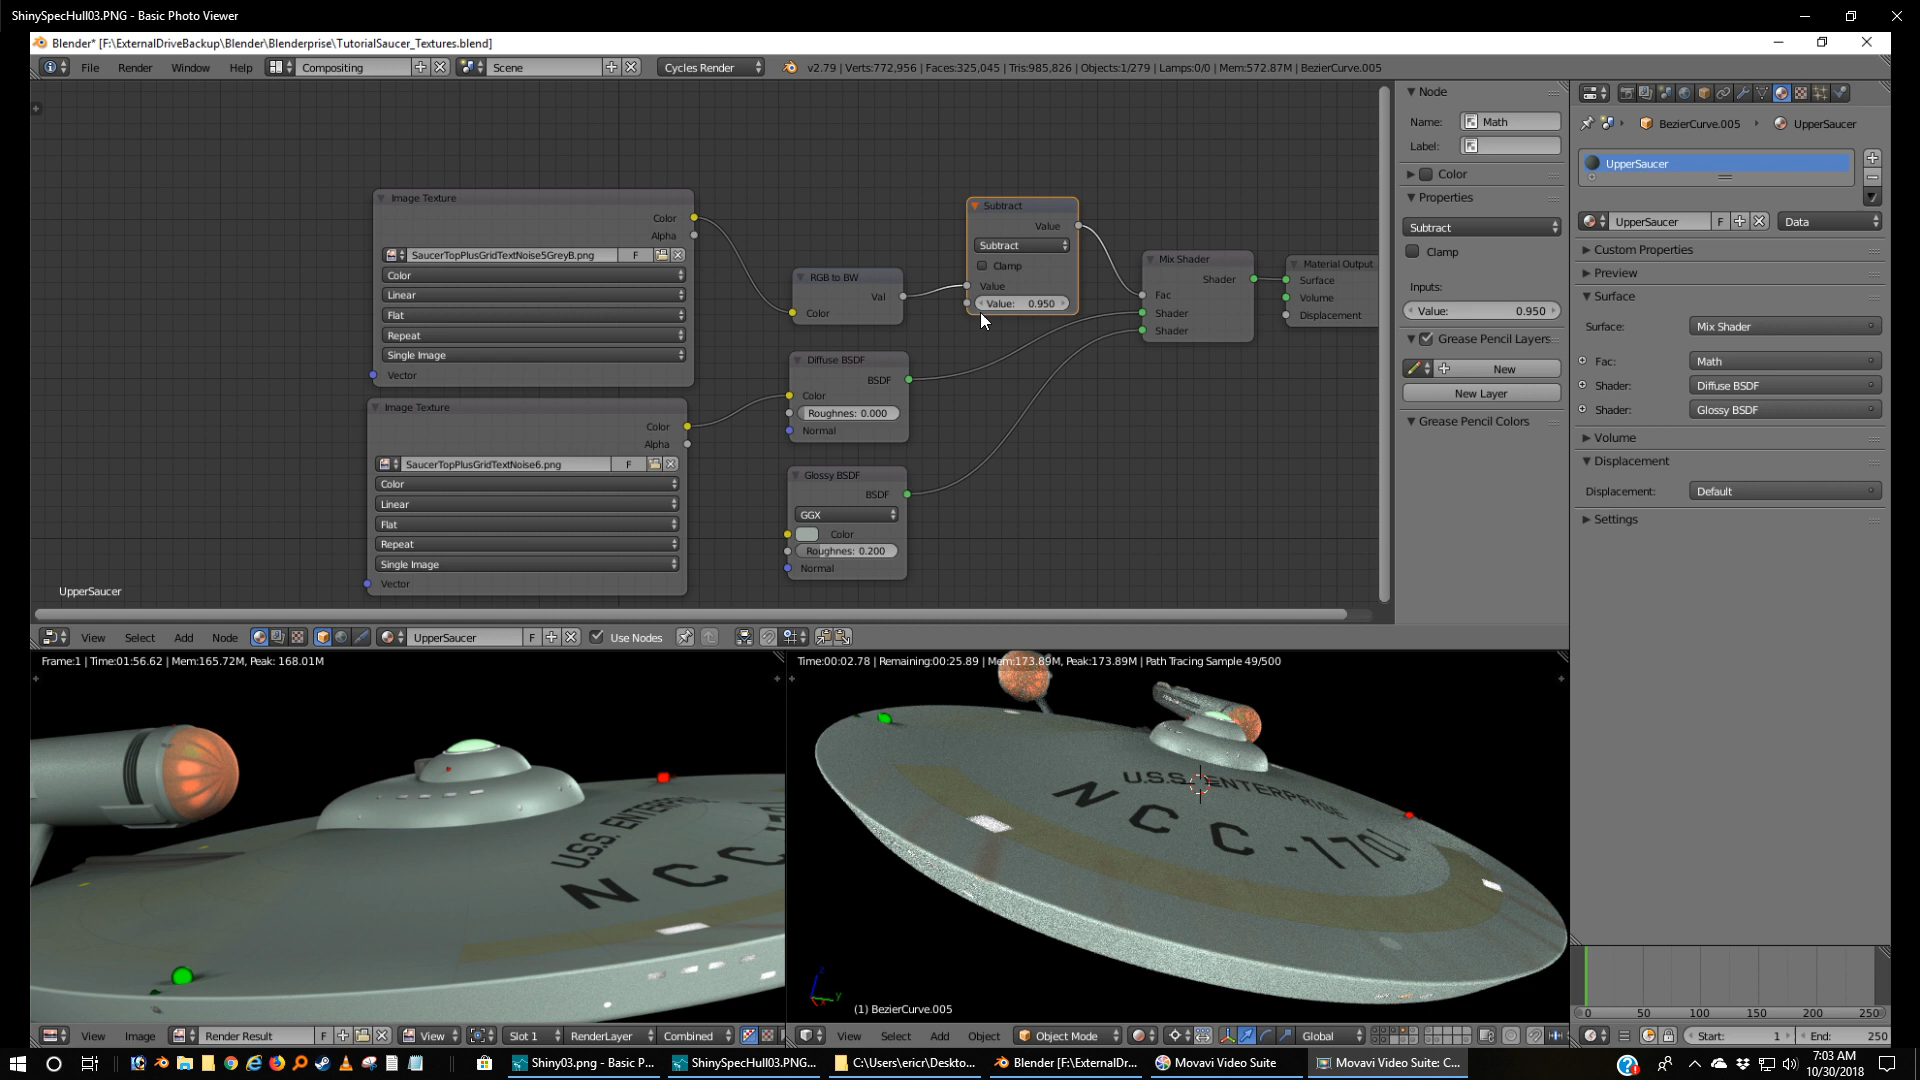 ShinySpecHull03.PNG - Basic Photo Viewer
Blender* [F:\ExternalDriveBackup\Blender\Blenderprise\TutorialSaucer_Textures.blend]
File Render Window Help Compositing Scene Cycles Render v2.79 | Verts:772,956 | Faces:325,045 | Tris:985,826 | Objects:1/279 | Lamps:0/0 | Mem:572.87M | BezierCurve.005
Image Texture
Color
Alpha
SaucerTopPlusGridTextNoise5GreyB.png F
Color
Linear
Flat
Repeat
Single Image
Vector
Image Texture
Color
Alpha
SaucerTopPlusGridTextNoise6.png F
Color
Linear
Flat
Repeat
Single Image
Vector
RGB to BW
Val
Color
Diffuse BSDF
BSDF
Color
Roughness: 0.000
Normal
Glossy BSDF
BSDF
GGX
Color
Roughness: 0.200
Normal
Subtract
Value
Subtract
Clamp
Value
Value: 0.950
Mix Shader
Shader
Fac
Shader
Shader
Material Output
Surface
Volume
Displacement
UpperSaucer
Node
Name: Math
Label:
Color
Properties
Subtract
Clamp
Inputs:
Value: 0.950
Grease Pencil Layers
New
New Layer
Grease Pencil Colors
BezierCurve.005 UpperSaucer
UpperSaucer
UpperSaucer F Data
Custom Properties
Preview
Surface
Surface: Mix Shader
Fac: Math
Shader: Diffuse BSDF
Shader: Glossy BSDF
Volume
Displacement
Displacement: Default
Settings
View Select Add Node UpperSaucer F Use Nodes
Frame:1 | Time:01:56.62 | Mem:165.72M, Peak: 168.01M
U.S.S. ENTERPRIS
NCC-17
Time:00:02.78 | Remaining:00:25.89 | Mem:173.89M, Peak:173.89M | Path Tracing Sample 49/500
U.S.S. ENTERPRISE
NCC-1701
(1) BezierCurve.005
View Image Render Result F View Slot 1 RenderLayer Combined
View Select Add Object Object Mode Global
0 50 100 150 200 250
Start: 1 End: 250
Shiny03.png - Basic P... ShinySpecHull03.PNG... C:\Users\ericr\Deskto... Blender [F:\ExternalDr... Movavi Video Suite Movavi Video Suite: C...
7:03 AM
10/30/2018